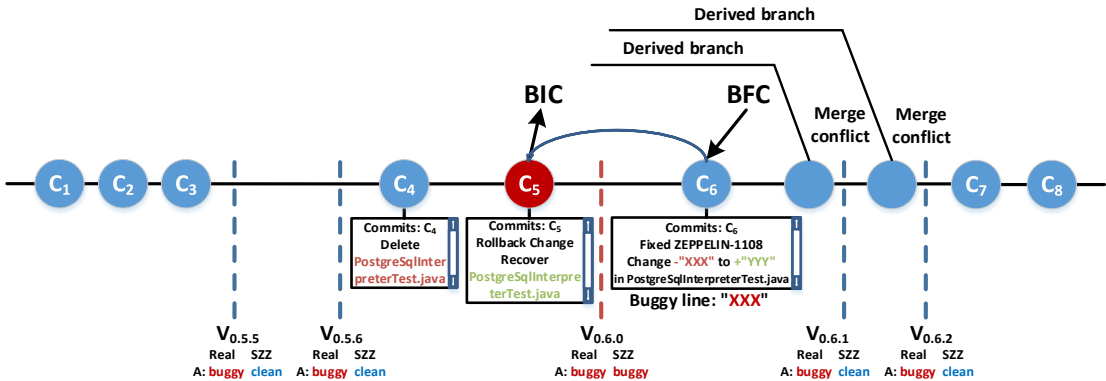 Derived branch
Derived branch
BIC
BFC
Merge
conflict
Merge
conflict
C1
C2
C3
C4
C5
C6
C7
C8
Commits: C4
Delete
PostgreSqlInter
preterTest.java
Commits: C5
Rollback Change
Recover
PostgreSqlInterpre
terTest.java
Commits: C6
Fixed ZEPPELIN-1108
Change -"XXX" to +"YYY"
in PostgreSqlInterpreterTest.java
Buggy line: "XXX"
V0.5.5
Real SZZ
A: buggy clean
V0.5.6
Real SZZ
A: buggy clean
V0.6.0
Real SZZ
A: buggy buggy
V0.6.1
Real SZZ
A: buggy clean
V0.6.2
Real SZZ
A: buggy clean